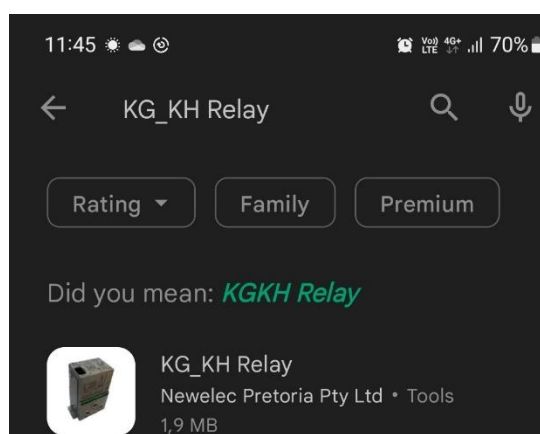 11:45
Vo)) LTE 4G+ 70%
KG_KH Relay
Rating Family Premium
Did you mean: KGKH Relay
KG_KH Relay
Newelec Pretoria Pty Ltd • Tools
1,9 MB